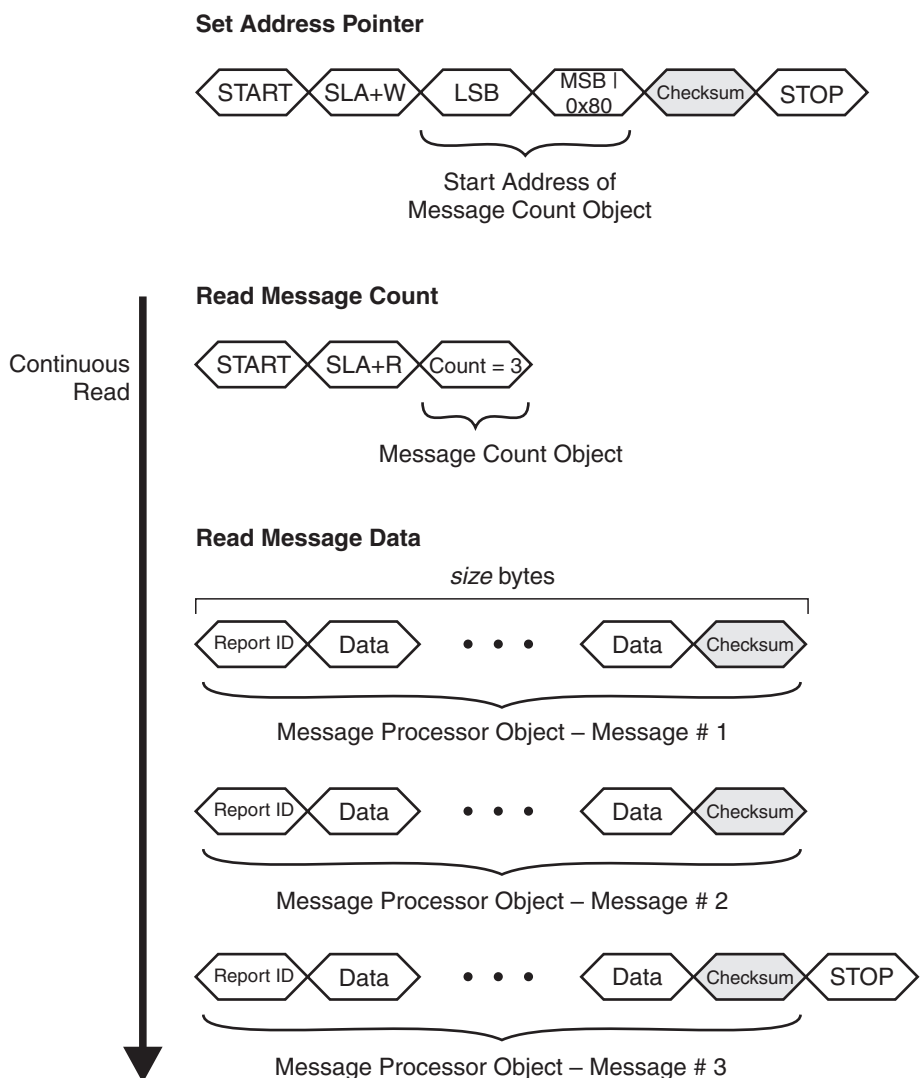 Set Address Pointer
START SLA+W LSB MSB | 0x80 Checksum STOP
Start Address of
Message Count Object
Read Message Count
Continuous
Read
START SLA+R Count = 3
Message Count Object
Read Message Data
size bytes
Report ID Data • • • Data Checksum
Message Processor Object – Message # 1
Report ID Data • • • Data Checksum
Message Processor Object – Message # 2
Report ID Data • • • Data Checksum STOP
Message Processor Object – Message # 3